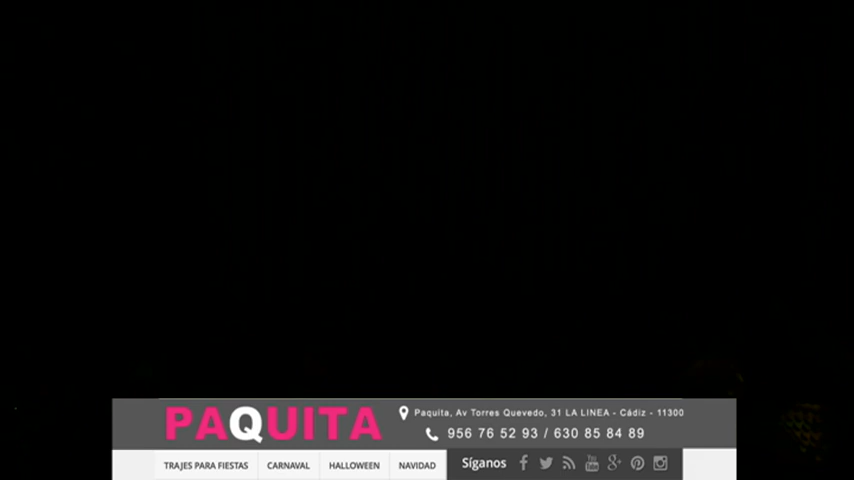 PAQUITA
Paquita, Av Torres Quevedo, 31 LA LINEA - Cádiz - 11300
956 76 52 93 / 630 85 84 89
TRAJES PARA FIESTAS CARNAVAL HALLOWEEN NAVIDAD Síganos